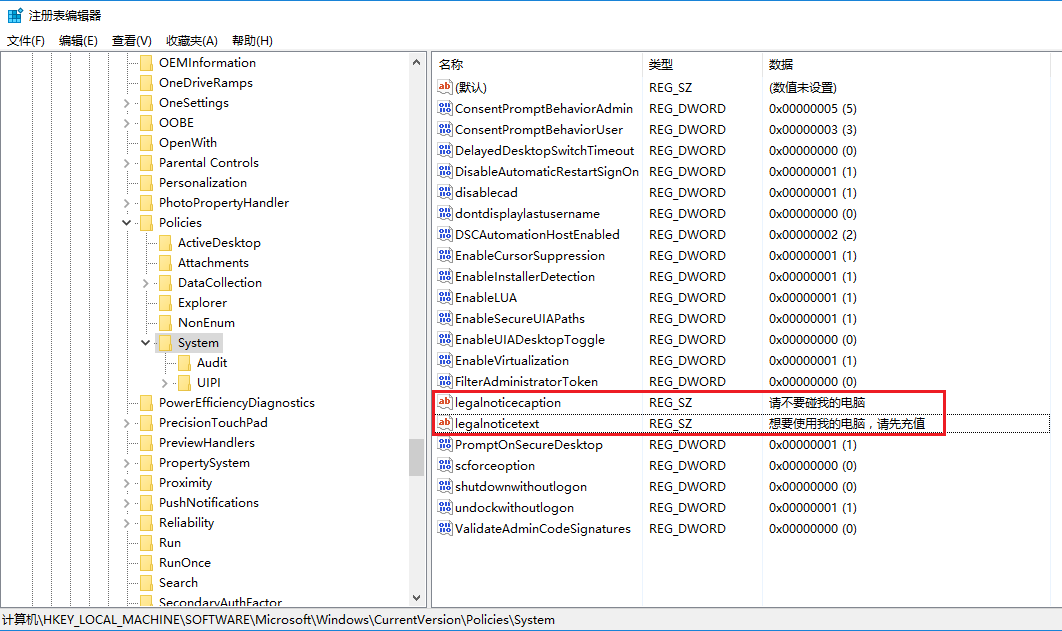 注册表编辑器
文件(F) 编辑(E) 查看(V) 收藏夹(A) 帮助(H)
OEMInformation
OneDriveRamps
OneSettings
OOBE
OpenWith
Parental Controls
Personalization
PhotoPropertyHandler
Policies
ActiveDesktop
Attachments
DataCollection
Explorer
NonEnum
System
Audit
UIPI
PowerEfficiencyDiagnostics
PrecisionTouchPad
PreviewHandlers
PropertySystem
Proximity
PushNotifications
Reliability
Run
RunOnce
Search
SecondaryAuthFactor
名称 类型 数据
(默认) REG_SZ (数值未设置)
ConsentPromptBehaviorAdmin REG_DWORD 0x00000005 (5)
ConsentPromptBehaviorUser REG_DWORD 0x00000003 (3)
DelayedDesktopSwitchTimeout REG_DWORD 0x00000000 (0)
DisableAutomaticRestartSignOn REG_DWORD 0x00000001 (1)
disablecad REG_DWORD 0x00000001 (1)
dontdisplaylastusername REG_DWORD 0x00000000 (0)
DSCAutomationHostEnabled REG_DWORD 0x00000002 (2)
EnableCursorSuppression REG_DWORD 0x00000001 (1)
EnableInstallerDetection REG_DWORD 0x00000001 (1)
EnableLUA REG_DWORD 0x00000001 (1)
EnableSecureUIAPaths REG_DWORD 0x00000001 (1)
EnableUIADesktopToggle REG_DWORD 0x00000000 (0)
EnableVirtualization REG_DWORD 0x00000001 (1)
FilterAdministratorToken REG_DWORD 0x00000000 (0)
legalnoticecaption REG_SZ 请不要碰我的电脑
legalnoticetext REG_SZ 想要使用我的电脑，请先充值
PromptOnSecureDesktop REG_DWORD 0x00000001 (1)
scforceoption REG_DWORD 0x00000000 (0)
shutdownwithoutlogon REG_DWORD 0x00000000 (0)
undockwithoutlogon REG_DWORD 0x00000001 (1)
ValidateAdminCodeSignatures REG_DWORD 0x00000000 (0)
计算机\HKEY_LOCAL_MACHINE\SOFTWARE\Microsoft\Windows\CurrentVersion\Policies\System